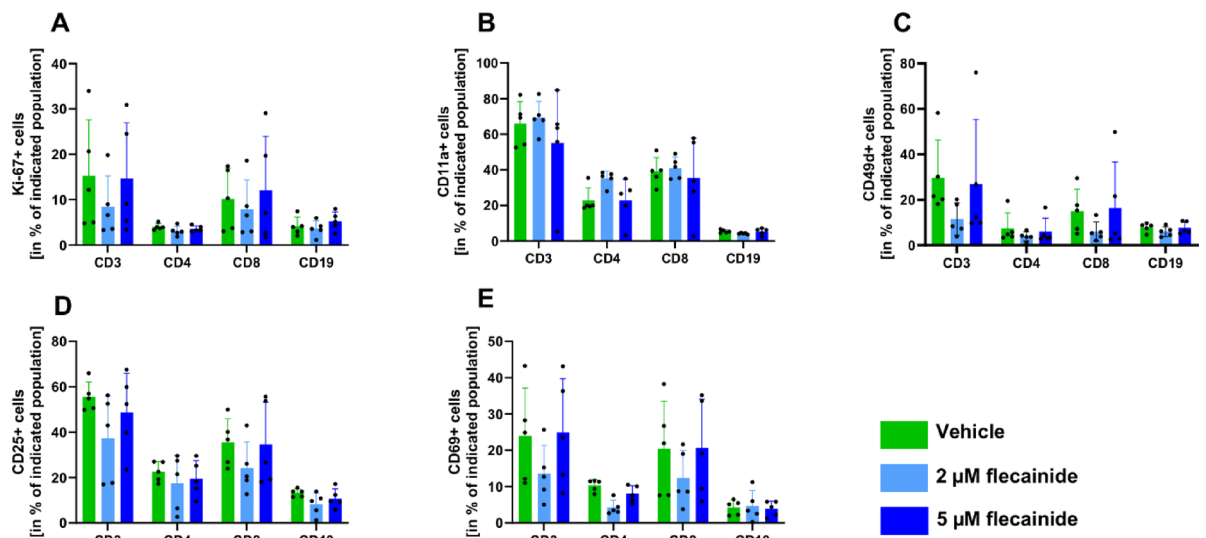 A
Ki-67+ cells
[in % of indicated population]
40
30
20
10
0
CD3
CD4
CD8
CD19
B
CD11a+ cells
[in % of indicated population]
100
80
60
40
20
0
CD3
CD4
CD8
CD19
C
CD49d+ cells
[in % of indicated population]
80
60
40
20
0
CD3
CD4
CD8
CD19
D
CD25+ cells
[in % of indicated population]
80
60
40
20
0
E
CD69+ cells
[in % of indicated population]
50
40
30
20
10
0
Vehicle
2 µM flecainide
5 µM flecainide